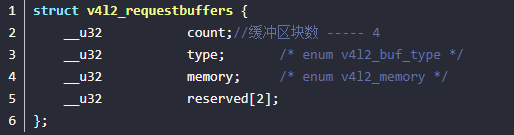 1 struct v4l2_requestbuffers {
2     __u32           count;//缓冲区块数 ----- 4
3     __u32           type;       /* enum v4l2_buf_type */
4     __u32           memory;     /* enum v4l2_memory */
5     __u32           reserved[2];
6 };